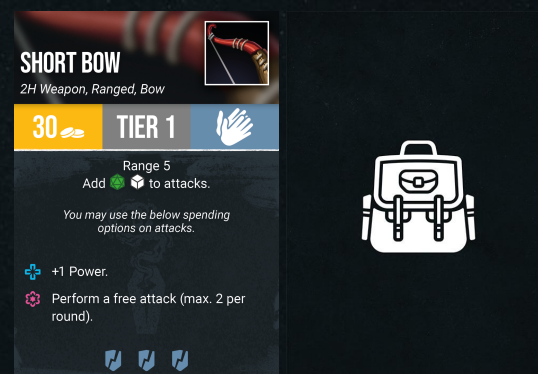 SHORT BOW
2H Weapon, Ranged, Bow
30 TIER 1
Range 5
Add to attacks.
You may use the below spending
options on attacks.
+1 Power.
Perform a free attack (max. 2 per
round).